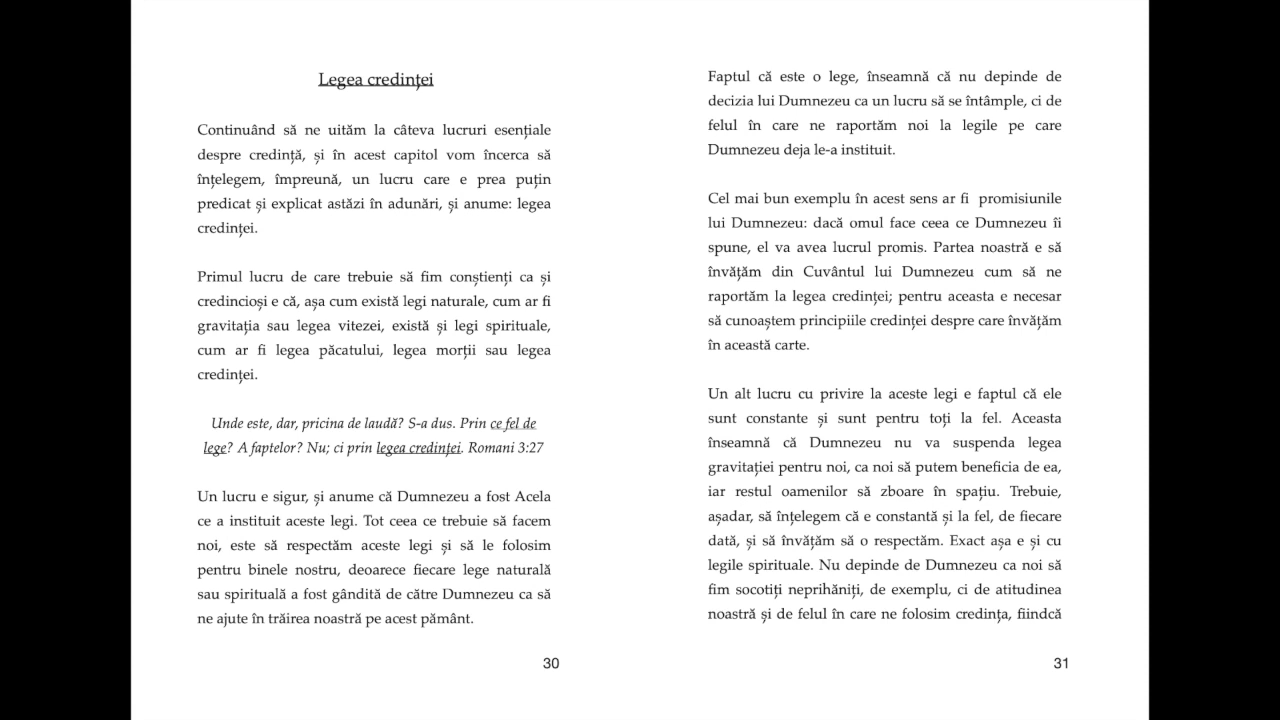 Legea credinței
Continuând să ne uităm la câteva lucruri esențiale
despre credință, și în acest capitol vom încerca să
înțelegem, împreună, un lucru care e prea puțin
predicat și explicat astăzi în adunări, și anume: legea
credinței.
Primul lucru de care trebuie să fim conștienți ca și
credincioși e că, așa cum există legi naturale, cum ar fi
gravitația sau legea vitezei, există și legi spirituale,
cum ar fi legea păcatului, legea morții sau legea
credinței.
Unde este, dar, pricina de laudă? S-a dus. Prin ce fel de
lege? A faptelor? Nu; ci prin legea credinței. Romani 3:27
Un lucru e sigur, și anume că Dumnezeu a fost Acela
ce a instituit aceste legi. Tot ceea ce trebuie să facem
noi, este să respectăm aceste legi și să le folosim
pentru binele nostru, deoarece fiecare lege naturală
sau spirituală a fost gândită de către Dumnezeu ca să
ne ajute în trăirea noastră pe acest pământ.
30
Faptul că este o lege, înseamnă că nu depinde de
decizia lui Dumnezeu ca un lucru să se întâmple, ci de
felul în care ne raportăm noi la legile pe care
Dumnezeu deja le-a instituit.
Cel mai bun exemplu în acest sens ar fi promisiunile
lui Dumnezeu: dacă omul face ceea ce Dumnezeu îi
spune, el va avea lucrul promis. Partea noastră e să
învățăm din Cuvântul lui Dumnezeu cum să ne
raportăm la legea credinței; pentru aceasta e necesar
să cunoaștem principiile credinței despre care învățăm
în această carte.
Un alt lucru cu privire la aceste legi e faptul că ele
sunt constante și sunt pentru toți la fel. Aceasta
înseamnă că Dumnezeu nu va suspenda legea
gravitației pentru noi, ca noi să putem beneficia de ea,
iar restul oamenilor să zboare în spațiu. Trebuie,
așadar, să înțelegem că e constantă și la fel, de fiecare
dată, și să învățăm să o respectăm. Exact așa e și cu
legile spirituale. Nu depinde de Dumnezeu ca noi să
fim socotiți neprihăniți, de exemplu, ci de atitudinea
noastră și de felul în care ne folosim credința, fiindcă
31